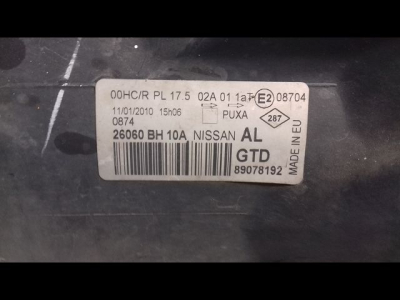 00HC/R PL 17.5 02A 01 1aT E2 08704
11/01/2010 15h06 PUXA 287
0874
26060 BH 10A NISSAN AL
GTD
89078192
MADE IN EU